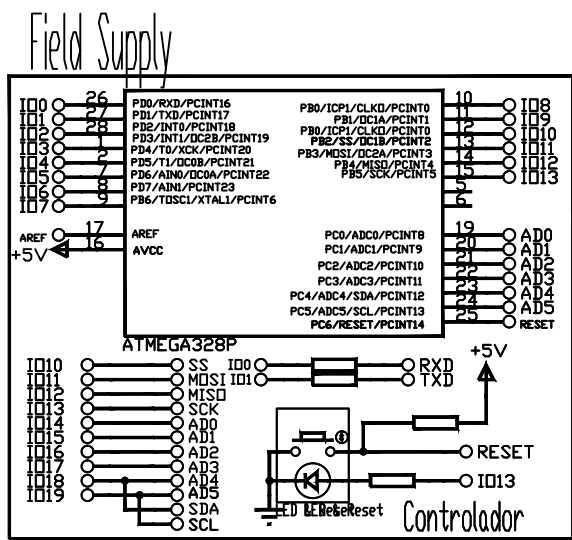 Field Supply
IO0 26 PD0/RXD/PCINT16
IO1 27 PD1/TXD/PCINT17
IO2 28 PD2/INT0/PCINT18
IO3 1 PD3/INT1/OC2B/PCINT19
IO4 2 PD4/T0/XCK/PCINT20
IO5 7 PD5/T1/OC0B/PCINT21
IO6 8 PD6/AIN0/OC0A/PCINT22
IO7 9 PD7/AIN1/PCINT23
PB6/TOSC1/XTAL1/PCINT6
AREF 17 AREF
+5V 16 AVCC
PB0/ICP1/CLKO/PCINT0 10 IO8
PB1/OC1A/PCINT1 11 IO9
PB0/ICP1/CLKO/PCINT0 12 IO10
PB2/SS/OC1B/PCINT2 13 IO11
PB3/MOSI/OC2A/PCINT3 14 IO12
PB4/MISO/PCINT4 15 IO13
PB5/SCK/PCINT5 5
6
PC0/ADC0/PCINT8 19 AD0
PC1/ADC1/PCINT9 20 AD1
PC2/ADC2/PCINT10 21 AD2
PC3/ADC3/PCINT11 22 AD3
PC4/ADC4/SDA/PCINT12 23 AD4
PC5/ADC5/SCL/PCINT13 24 AD5
PC6/RESET/PCINT14 25 RESET
ATMEGA328P
IO10 SS
IO11 MOSI
IO12 MISO
IO13 SCK
IO14 AD0
IO15 AD1
IO16 AD2
IO17 AD3
IO18 AD4
IO19 AD5
SDA
SCL
IO0 RXD
IO1 TXD
+5V
RESET
IO13
Controlador